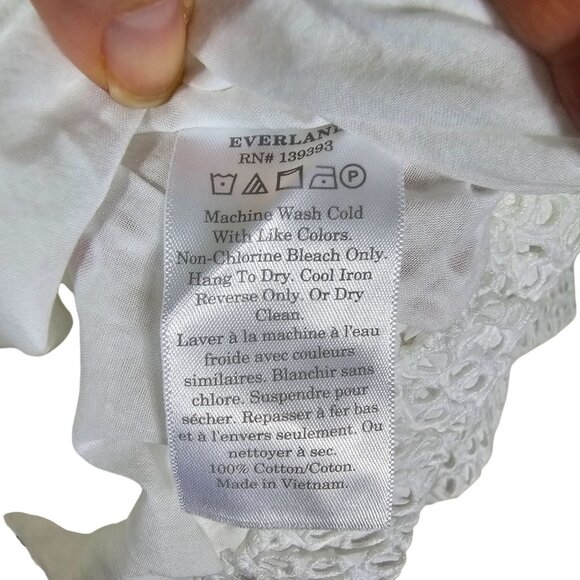 EVERLANE
RN# 139393
P
Machine Wash Cold
With Like Colors.
Non-Chlorine Bleach Only.
Hang To Dry. Cool Iron
Reverse Only. Or Dry
Clean.
Laver à la machine à l'eau
froide avec couleurs
similaires. Blanchir sans
chlore. Suspendre pour
sécher. Repasser à fer bas
et à l'envers seulement. Ou
nettoyer à sec.
100% Cotton/Coton.
Made in Vietnam.